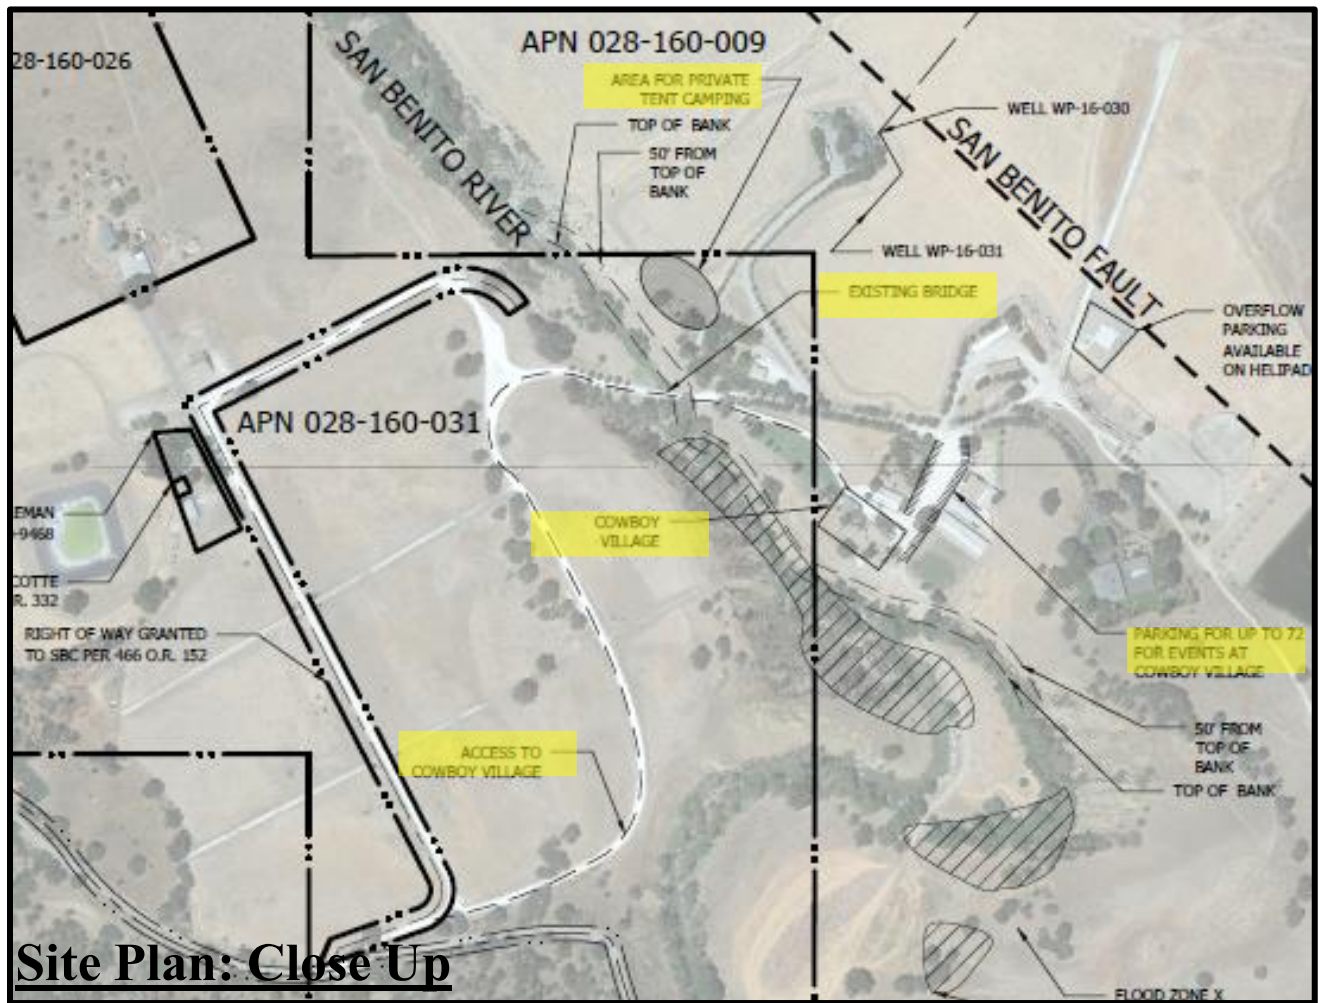 28-160-026
APN 028-160-009
SAN BENITO RIVER
AREA FOR PRIVATE
TENT CAMPING
TOP OF BANK
50' FROM
TOP OF
BANK
WELL WP-16-030
SAN BENITO FAULT
WELL WP-16-031
EXISTING BRIDGE
OVERFLOW
PARKING
AVAILABLE
ON HELIPAD
APN 028-160-031
EMAN
-9468
COTTE
R. 332
COWBOY
VILLAGE
RIGHT OF WAY GRANTED
TO SBC PER 466 O.R. 152
PARKING FOR UP TO 72
FOR EVENTS AT
COWBOY VILLAGE
ACCESS TO
COWBOY VILLAGE
50' FROM
TOP OF
BANK
TOP OF BANK
Site Plan: Close Up
FLOOD ZONE X